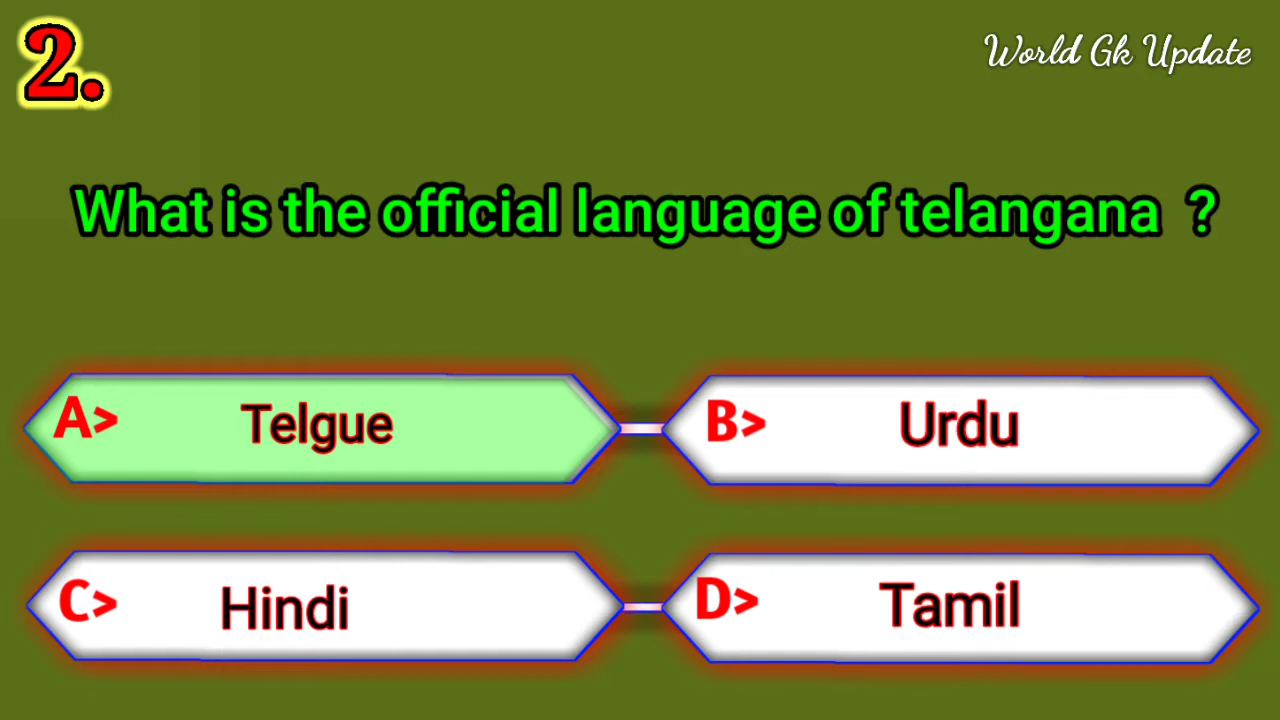 2.
World Gk Update
What is the official language of telangana ?
A> Telgue
B> Urdu
C> Hindi
D> Tamil